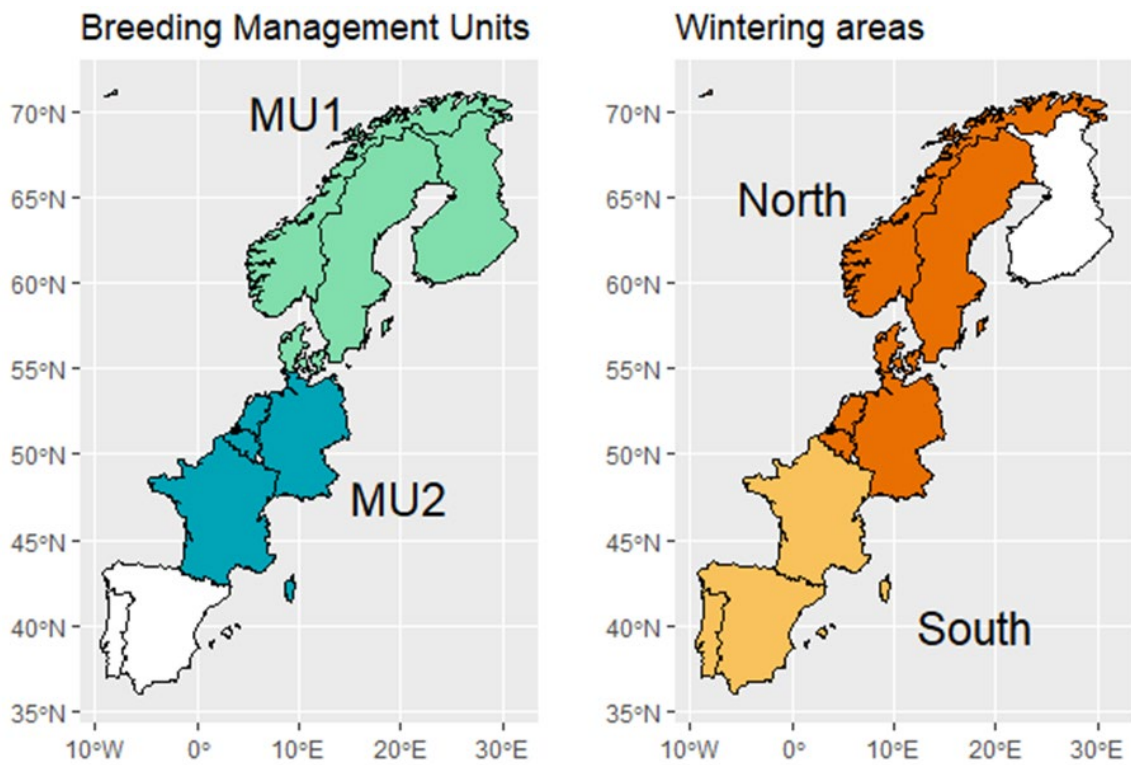 Breeding Management Units
Wintering areas
70°N
65°N
60°N
55°N
50°N
45°N
40°N
35°N
10°W 0° 10°E 20°E 30°E
MU1
MU2
70°N
65°N
60°N
55°N
50°N
45°N
40°N
35°N
10°W 0° 10°E 20°E 30°E
North
South